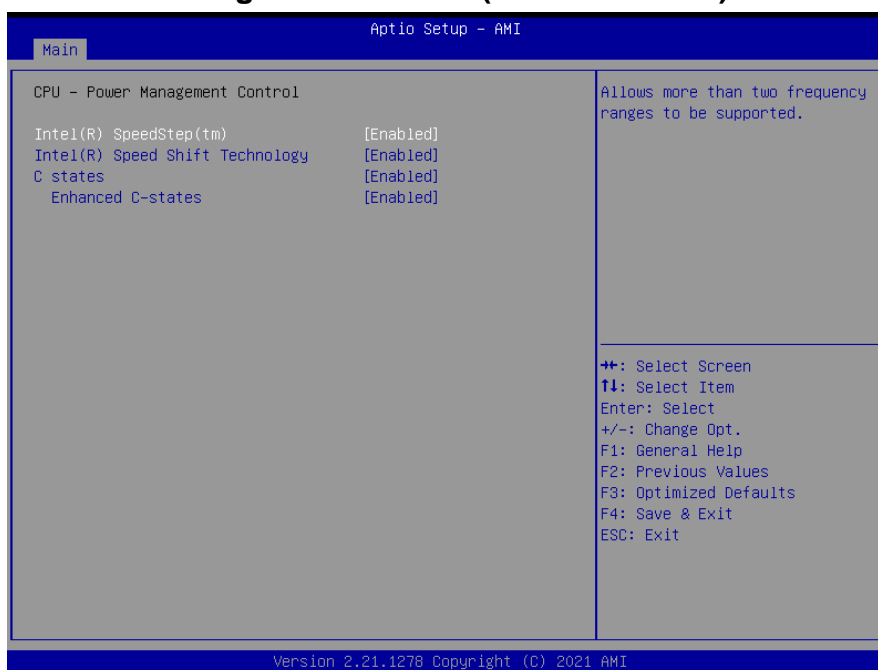 Aptio Setup – AMI
Main
CPU – Power Management Control
Intel(R) SpeedStep(tm) [Enabled]
Intel(R) Speed Shift Technology [Enabled]
C states [Enabled]
Enhanced C-states [Enabled]
Allows more than two frequency
ranges to be supported.
→←: Select Screen
↑↓: Select Item
Enter: Select
+/-: Change Opt.
F1: General Help
F2: Previous Values
F3: Optimized Defaults
F4: Save & Exit
ESC: Exit
Version 2.21.1278 Copyright (C) 2021 AMI